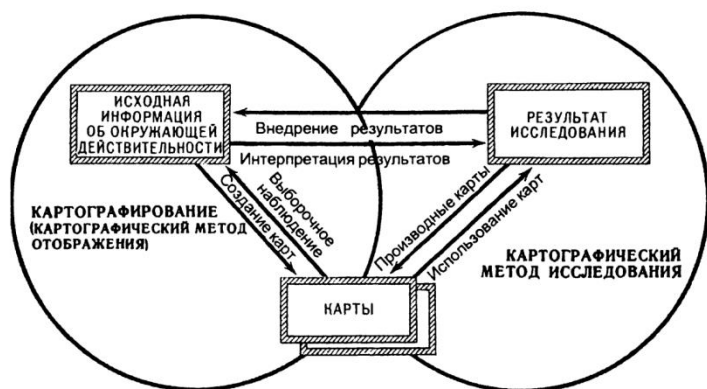 ИСХОДНАЯ
ИНФОРМАЦИЯ
ОБ ОКРУЖАЮЩЕЙ
ДЕЙСТВИТЕЛЬНОСТИ
Внедрение результатов
Интерпретация результатов
РЕЗУЛЬТАТ
ИССЛЕДОВАНИЯ
Выборочное
наблюдение
Создание карт
Производные карты
Использование карт
КАРТОГРАФИРОВАНИЕ
(КАРТОГРАФИЧЕСКИЙ МЕТОД
ОТОБРАЖЕНИЯ)
КАРТОГРАФИЧЕСКИЙ
МЕТОД ИССЛЕДОВАНИЯ
КАРТЫ